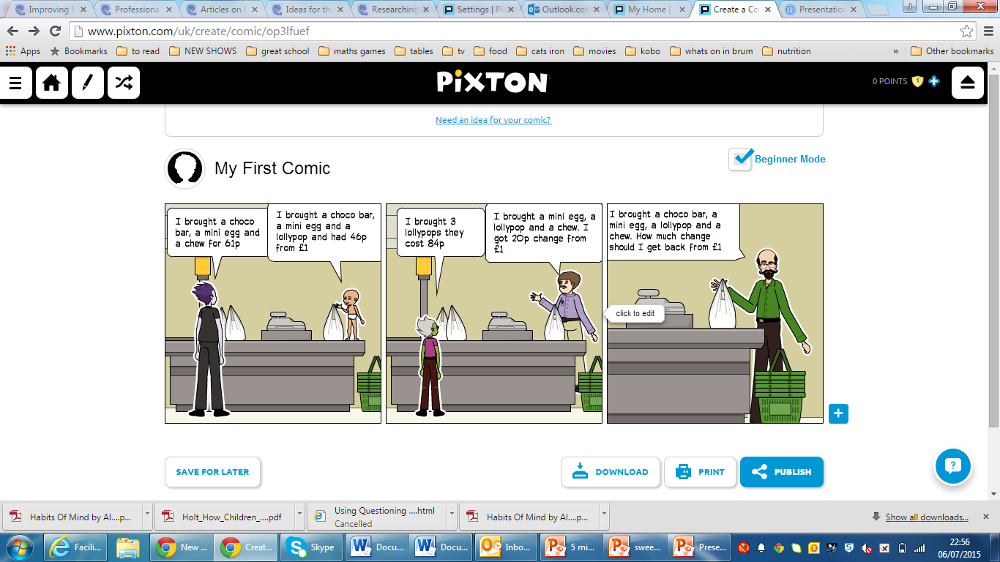 Improving F
Professiona
Articles on
Ideas for the
Researching
Settings | Pi
Outlook.con
My Home |
Create a Co
Presentation
www.pixton.com/uk/create/comic/op3lfuef
Apps
Bookmarks
to read
NEW SHOWS
great school
maths games
tables
tv
food
cats iron
movies
kobo
whats on in brum
nutrition
»
Other bookmarks
PiXTON
0 POINTS
1
Need an idea for your comic?
My First Comic
Beginner Mode
I brought a choco
bar, a mini egg and
a chew for 61p
I brought a choco bar,
a mini egg and a
lollypop and had 46p
from £1
I brought 3
lollypops they
cost 84p
I brought a mini egg, a
lollypop and a chew. I
got 20p change from
£1
I brought a choco bar, a
mini egg, a lollypop and a
chew. How much change
should I get back from £1
click to edit
+
SAVE FOR LATER
DOWNLOAD
PRINT
PUBLISH
?
Habits Of Mind by Al....p...
Holt_How_Children_....pdf
Using Questioning ....html
Cancelled
Habits Of Mind by Al....p...
Show all downloads...
Facili...
New ...
Creat...
Skype
Docu...
Docu...
Inbo...
5 mi...
swee...
Prese...
22:56
06/07/2015